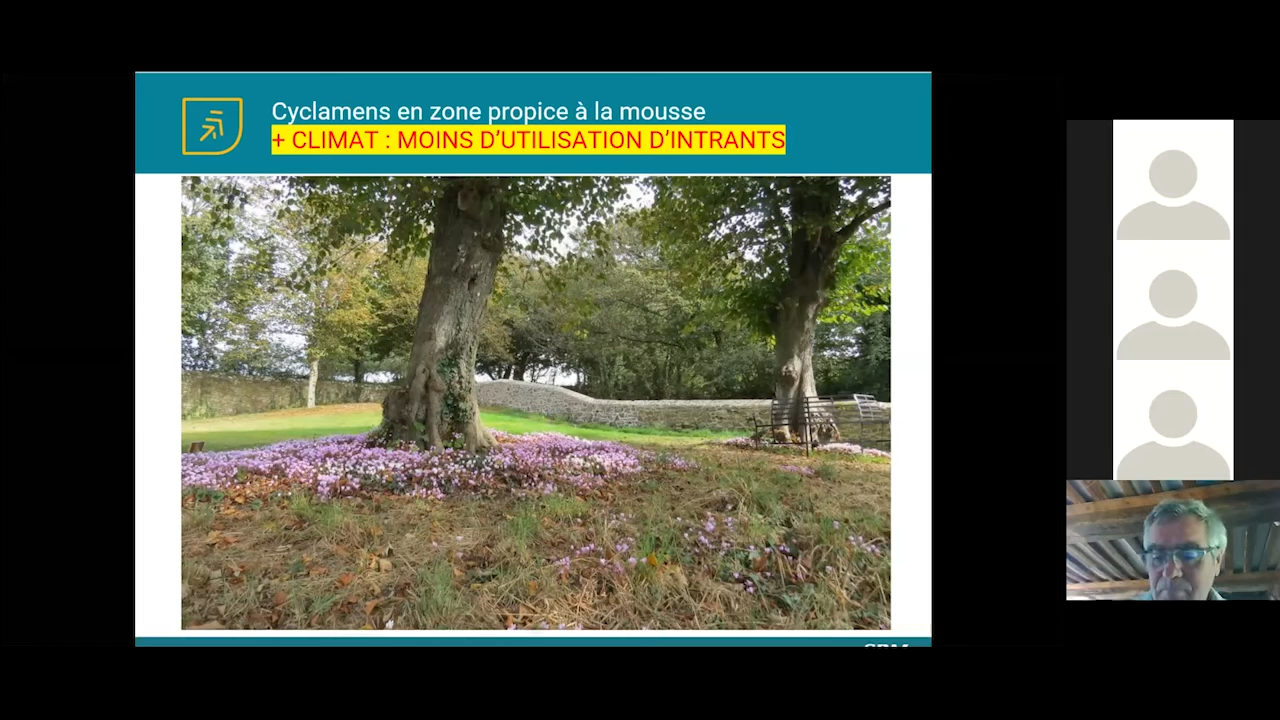 Cyclamens en zone propice à la mousse
+ CLIMAT : MOINS D’UTILISATION D’INTRANTS